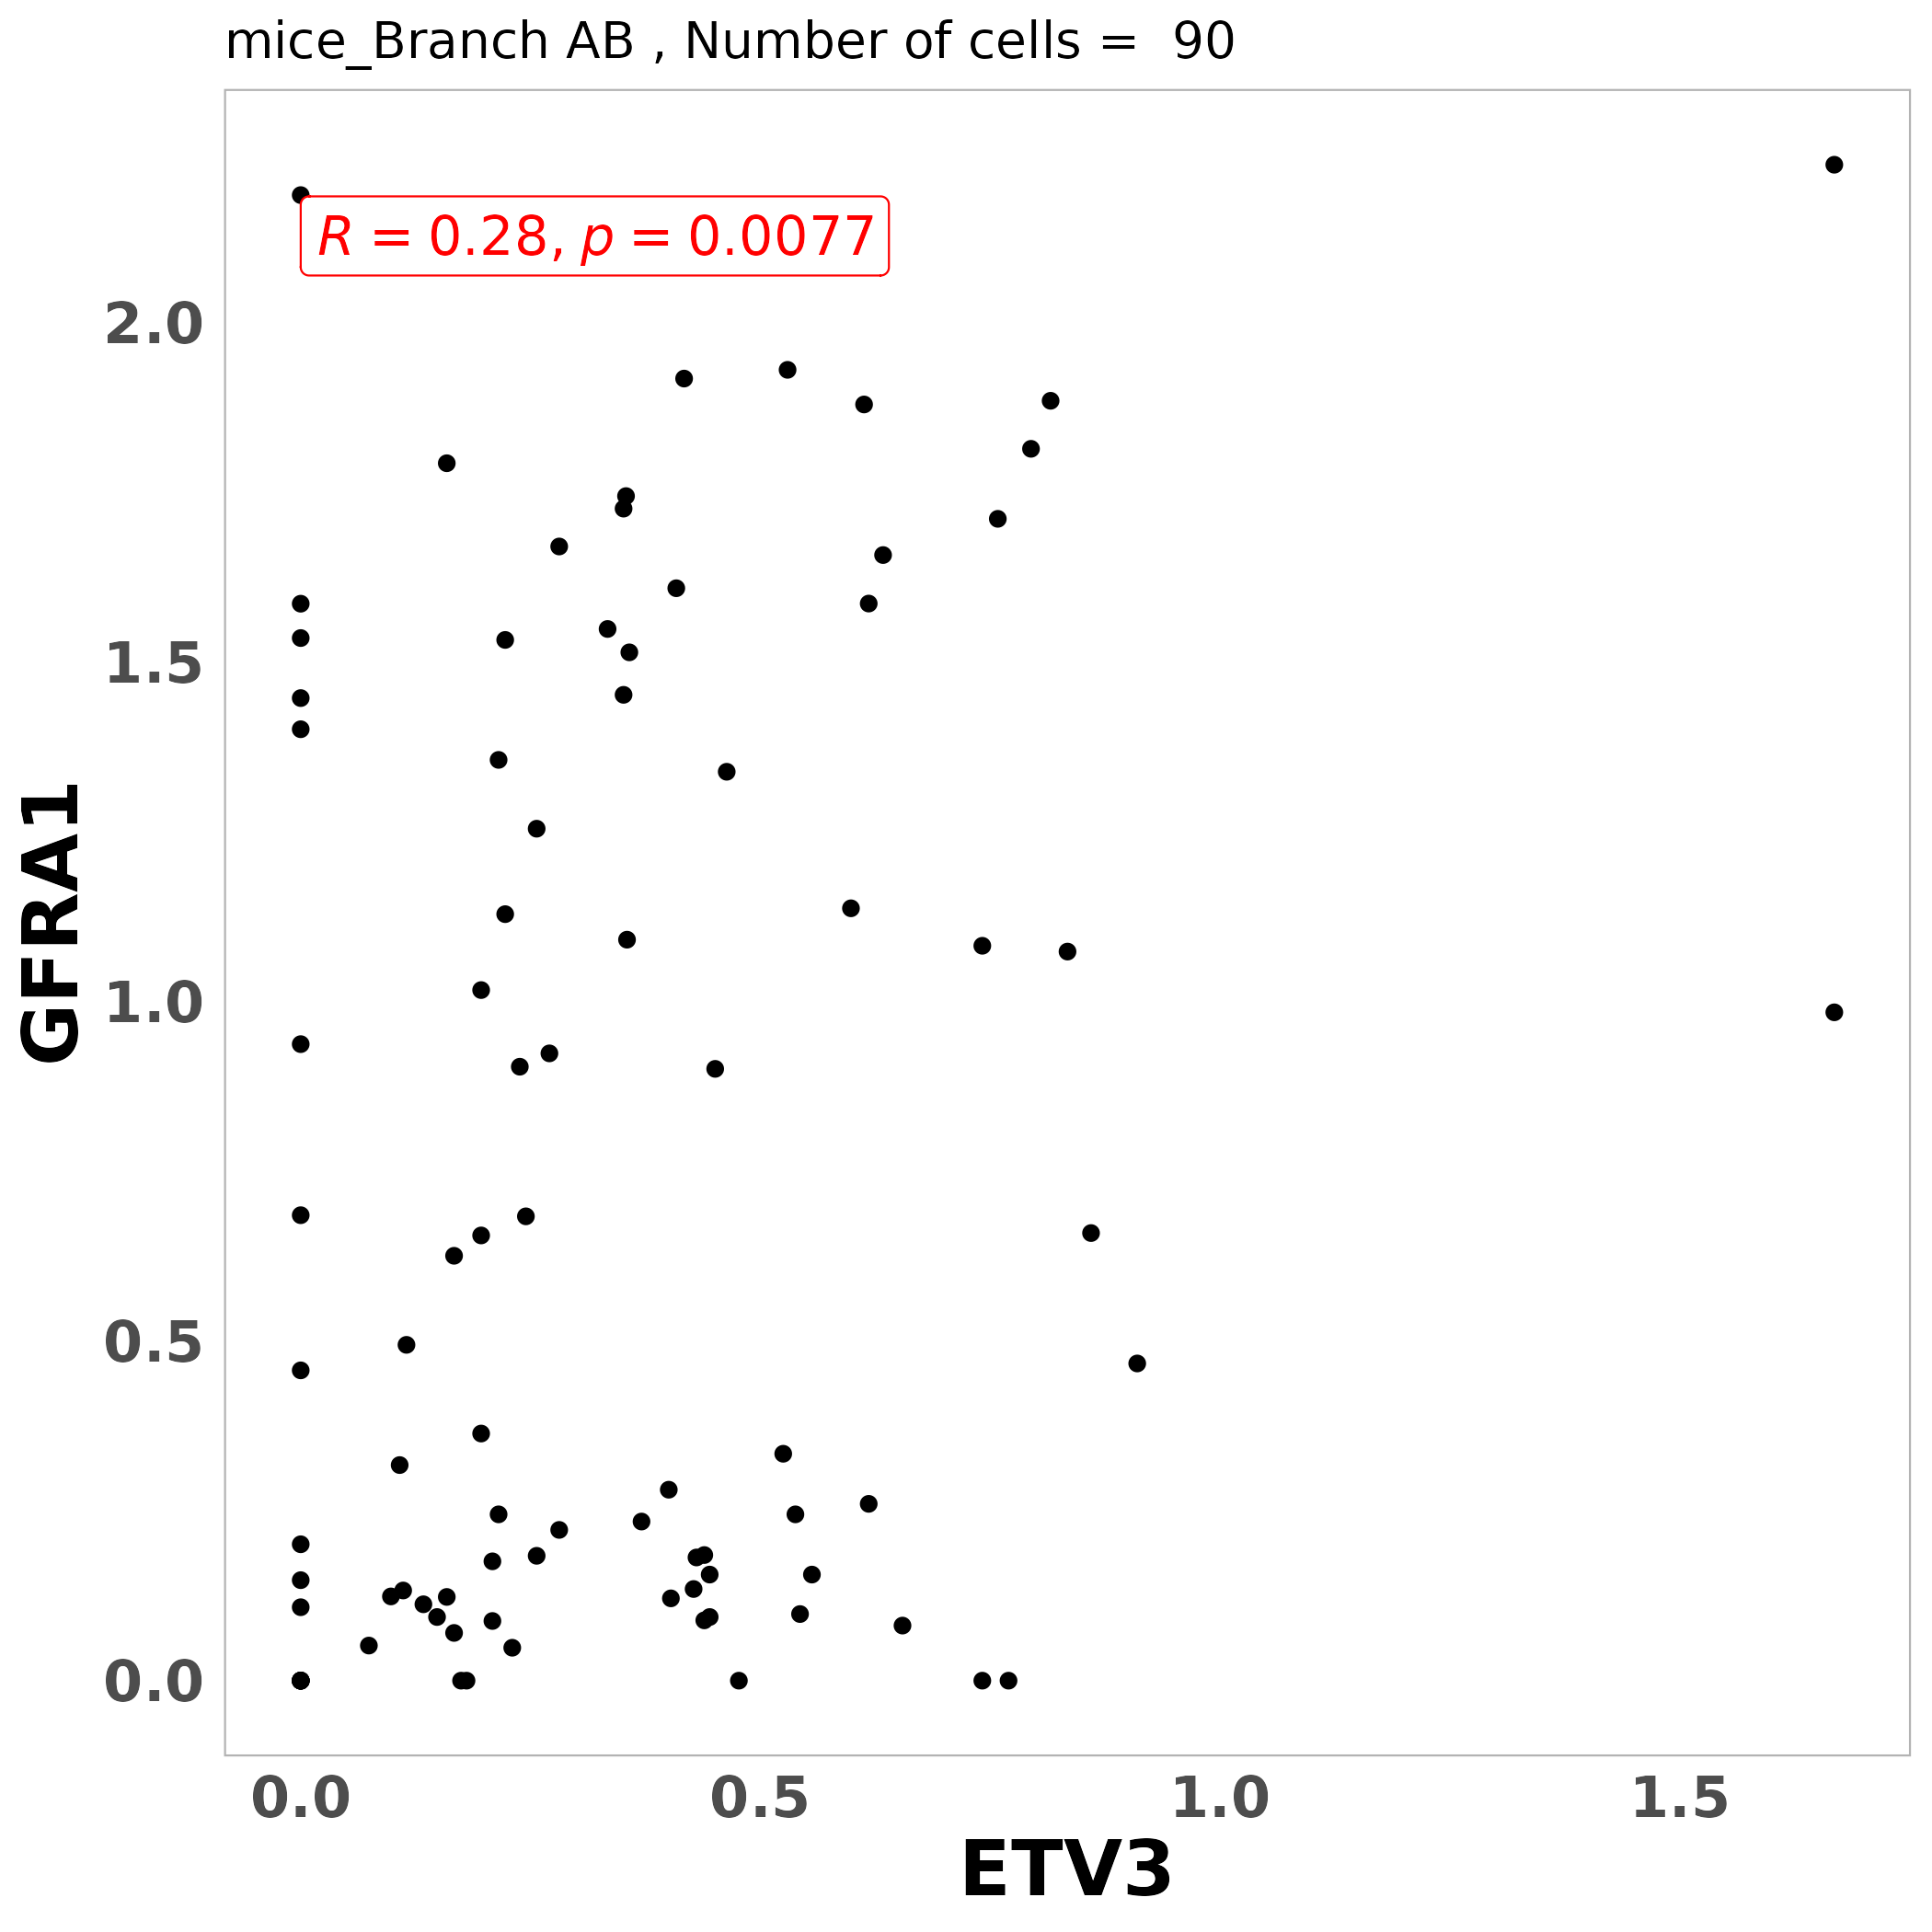 mice_Branch AB , Number of cells =  90
R = 0.28, p = 0.0077
2.0
1.5
1.0
0.5
0.0
GFRA1
0.0 0.5 1.0 1.5
ETV3